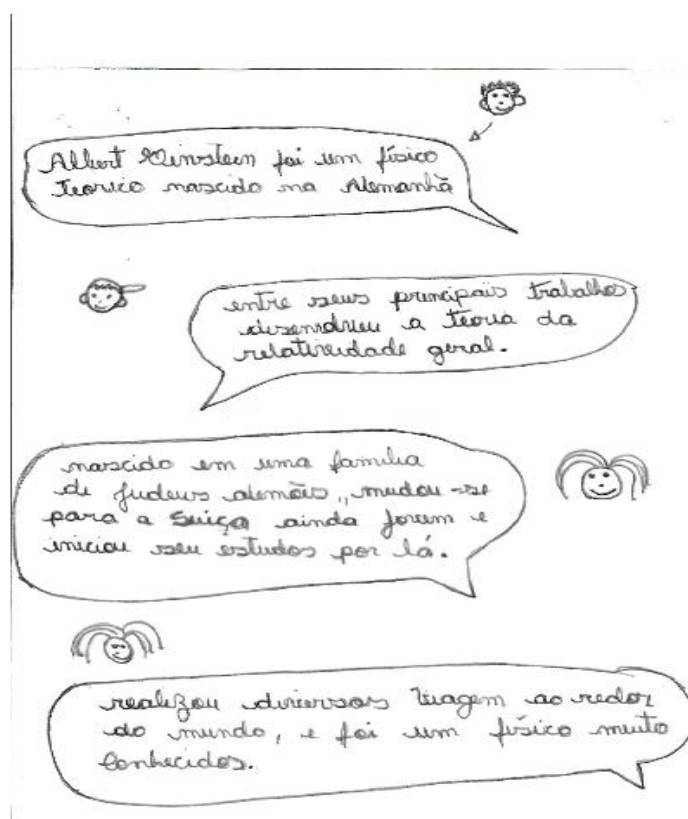 Albert Einstein foi um físico
teorico nascido na Alemanhã
entre seus principais trabalhos
desenvolveu a teoria da
relatividade geral.
nascido em uma familia
de judeus alemães, mudou-se
para a Suiça ainda jovem e
iniciou seu estudos por lá.
realizou diversos viagem ao redor
do mundo, e foi um físico muito
conhecidos.